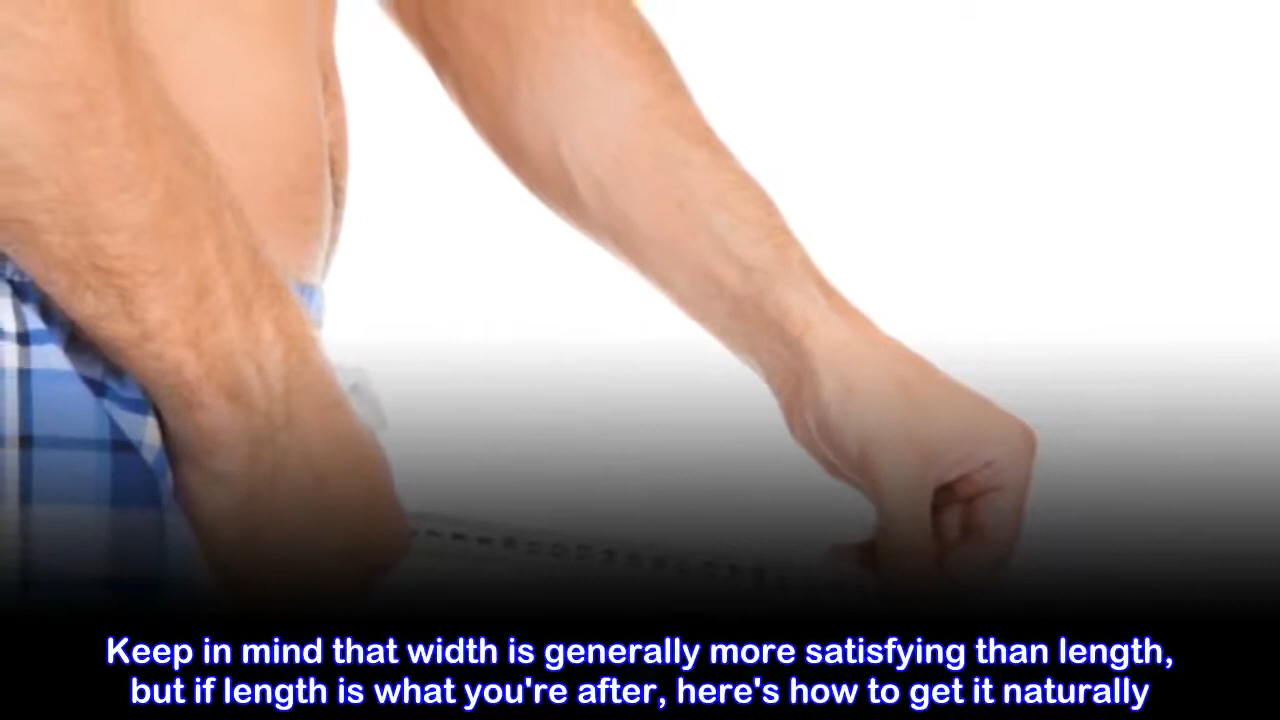 Keep in mind that width is generally more satisfying than length,
but if length is what you're after, here's how to get it naturally